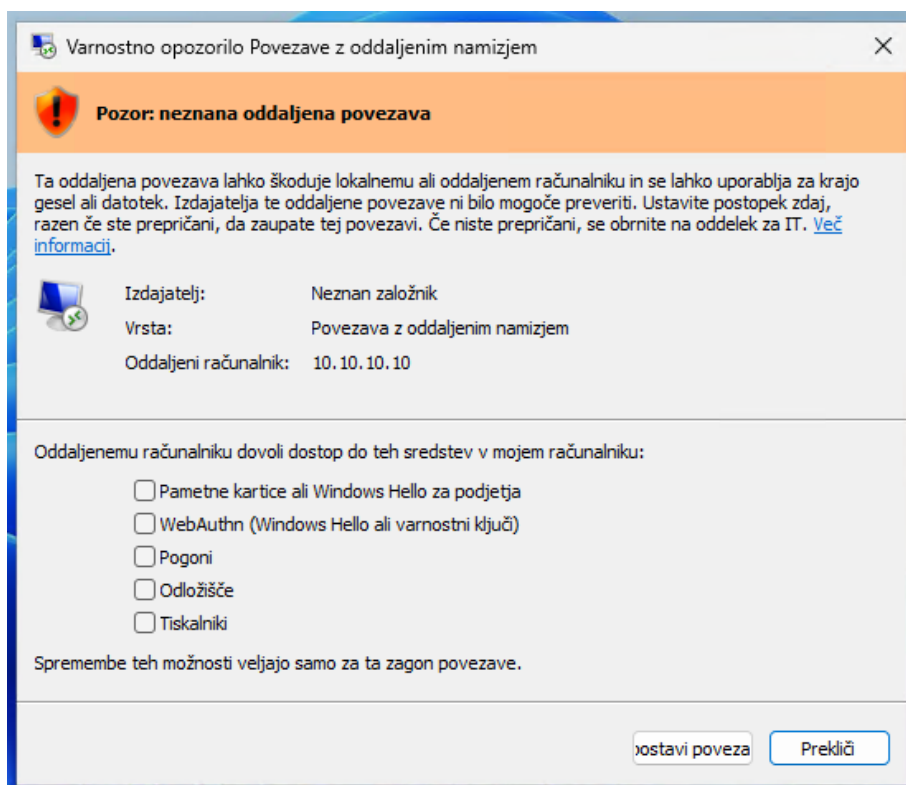 Varnostno opozorilo Povezave z oddaljenim namizjem
Pozor: neznana oddaljena povezava
Ta oddaljena povezava lahko škoduje lokalnemu ali oddaljenem računalniku in se lahko uporablja za krajo
gesel ali datotek. Izdajatelja te oddaljene povezave ni bilo mogoče preveriti. Ustavite postopek zdaj,
razen če ste prepričani, da zaupate tej povezavi. Če niste prepričani, se obrnite na oddelek za IT. Več
informacij.
Izdajatelj: Neznan založnik
Vrsta: Povezava z oddaljenim namizjem
Oddaljeni računalnik: 10.10.10.10
Oddaljenemu računalniku dovoli dostop do teh sredstev v mojem računalniku:
Pametne kartice ali Windows Hello za podjetja
WebAuthn (Windows Hello ali varnostni ključi)
Pogoni
Odložišče
Tiskalniki
Spremembe teh možnosti veljajo samo za ta zagon povezave.
postavi poveza Prekliči